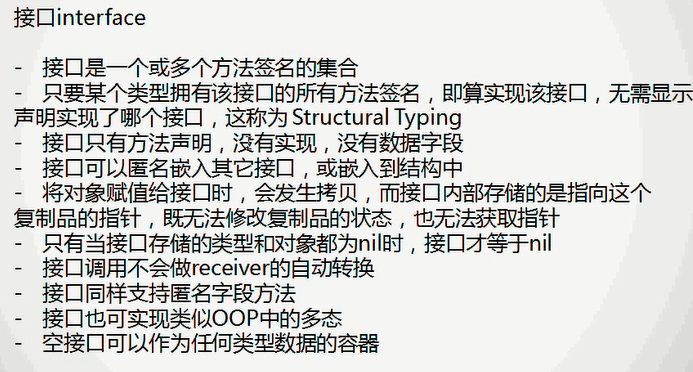 接口interface
-   接口是一个或多个方法签名的集合
-   只要某个类型拥有该接口的所有方法签名，即算实现该接口，无需显示
声明实现了哪个接口，这称为 Structural Typing
-   接口只有方法声明，没有实现，没有数据字段
-   接口可以匿名嵌入其它接口，或嵌入到结构中
-   将对象赋值给接口时，会发生拷贝，而接口内部存储的是指向这个
复制品的指针，既无法修改复制品的状态，也无法获取指针
-   只有当接口存储的类型和对象都为nil时，接口才等于nil
-   接口调用不会做receiver的自动转换
-   接口同样支持匿名字段方法
-   接口也可实现类似OOP中的多态
-   空接口可以作为任何类型数据的容器